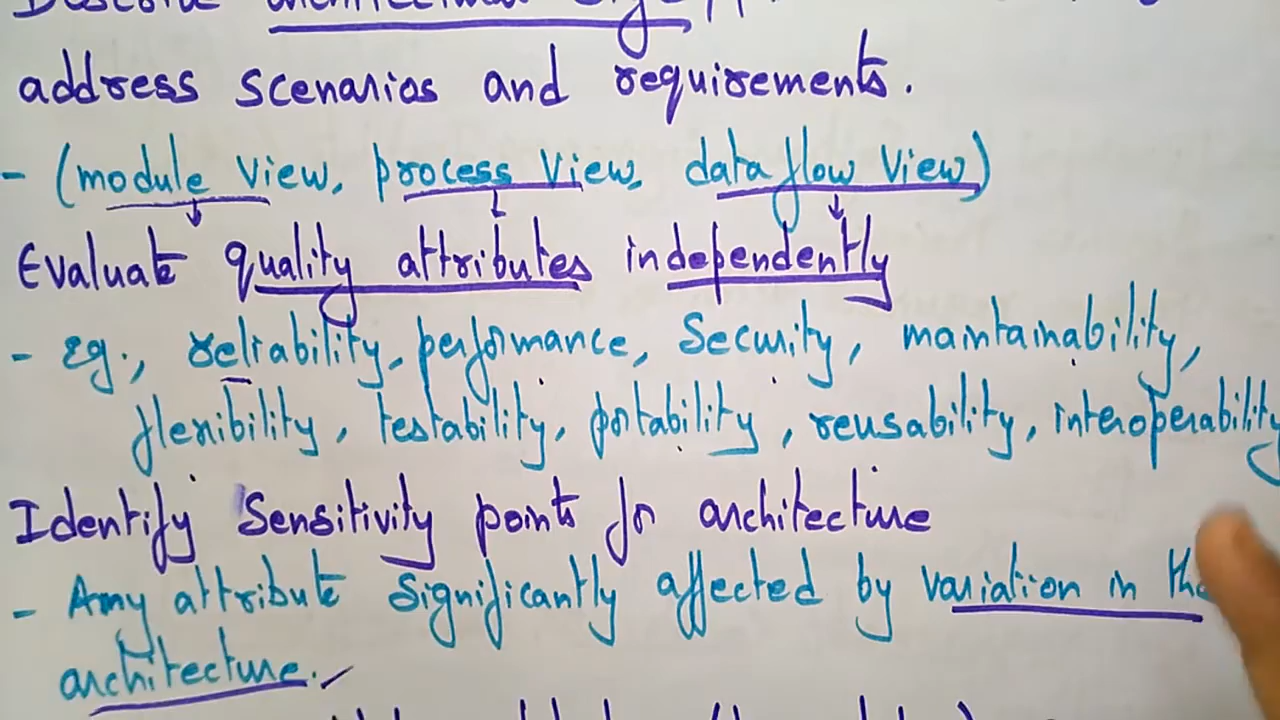 Describe architectural
address scenarios and requirements.
- (module view, process view, data flow view)
Evaluate quality attributes independently
- Eg., reliability, performance, Security, maintainability,
flexibility, testability, portability, reusability, interoperability
Identify Sensitivity points for architecture
- Any attribute significantly affected by variation in the
architecture.